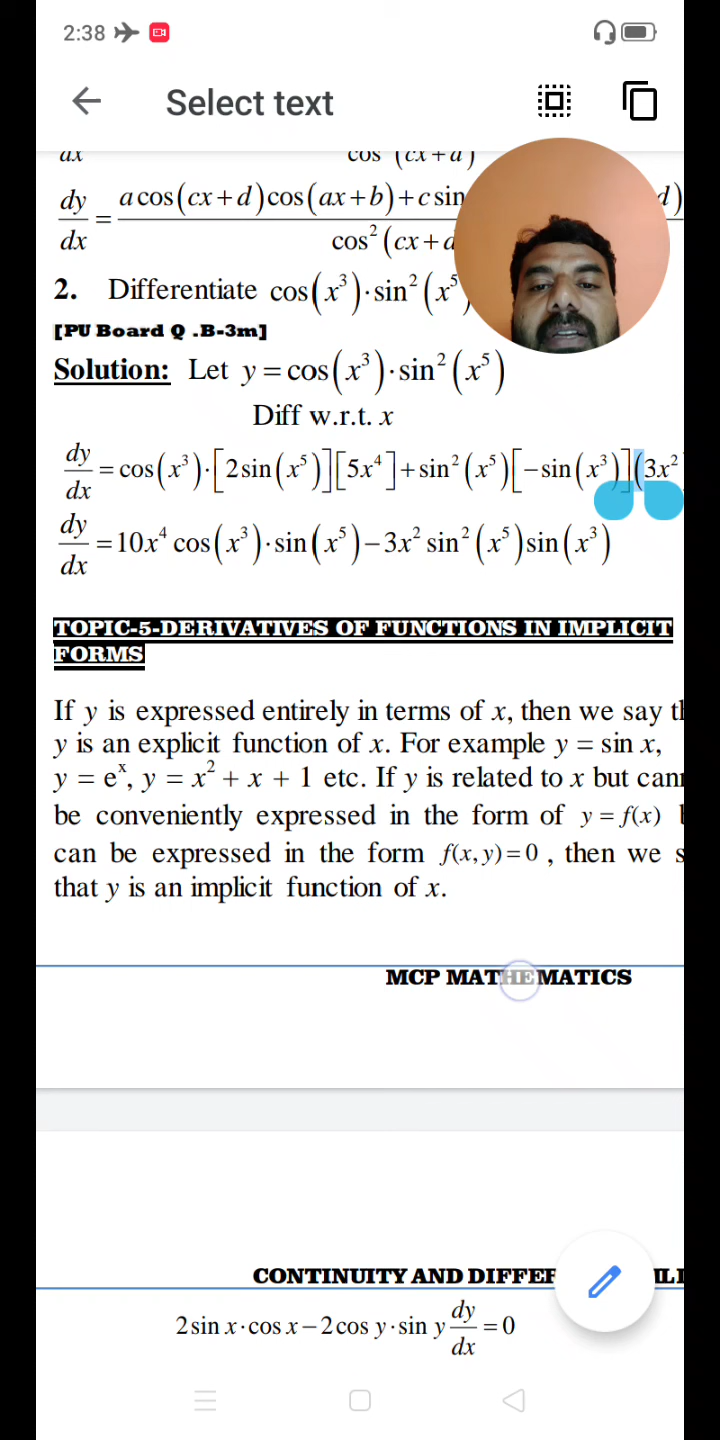 2:38
Select text
dx cos (cx+d)
dy/dx = a cos(cx+d)cos(ax+b)+c sin d)
cos²(cx+d
2. Differentiate cos(x³)·sin²(x⁵
[PU Board Q .B-3m]
Solution: Let y=cos(x³)·sin²(x⁵)
Diff w.r.t. x
dy/dx = cos(x³)·[2sin(x⁵)][5x⁴]+sin²(x⁵)[−sin(x³)](3x²
dy/dx = 10x⁴ cos(x³)·sin(x⁵)−3x² sin²(x⁵)sin(x³)
TOPIC-5-DERIVATIVES OF FUNCTIONS IN IMPLICIT
FORMS
If y is expressed entirely in terms of x, then we say
y is an explicit function of x. For example y = sin x,
y = eˣ, y = x² + x + 1 etc. If y is related to x but
be conveniently expressed in the form of y = f(x)
can be expressed in the form f(x,y)=0 , then we
that y is an implicit function of x.
MCP MATHEMATICS
CONTINUITY AND
2sin x·cos x−2cos y·sin y dy/dx = 0